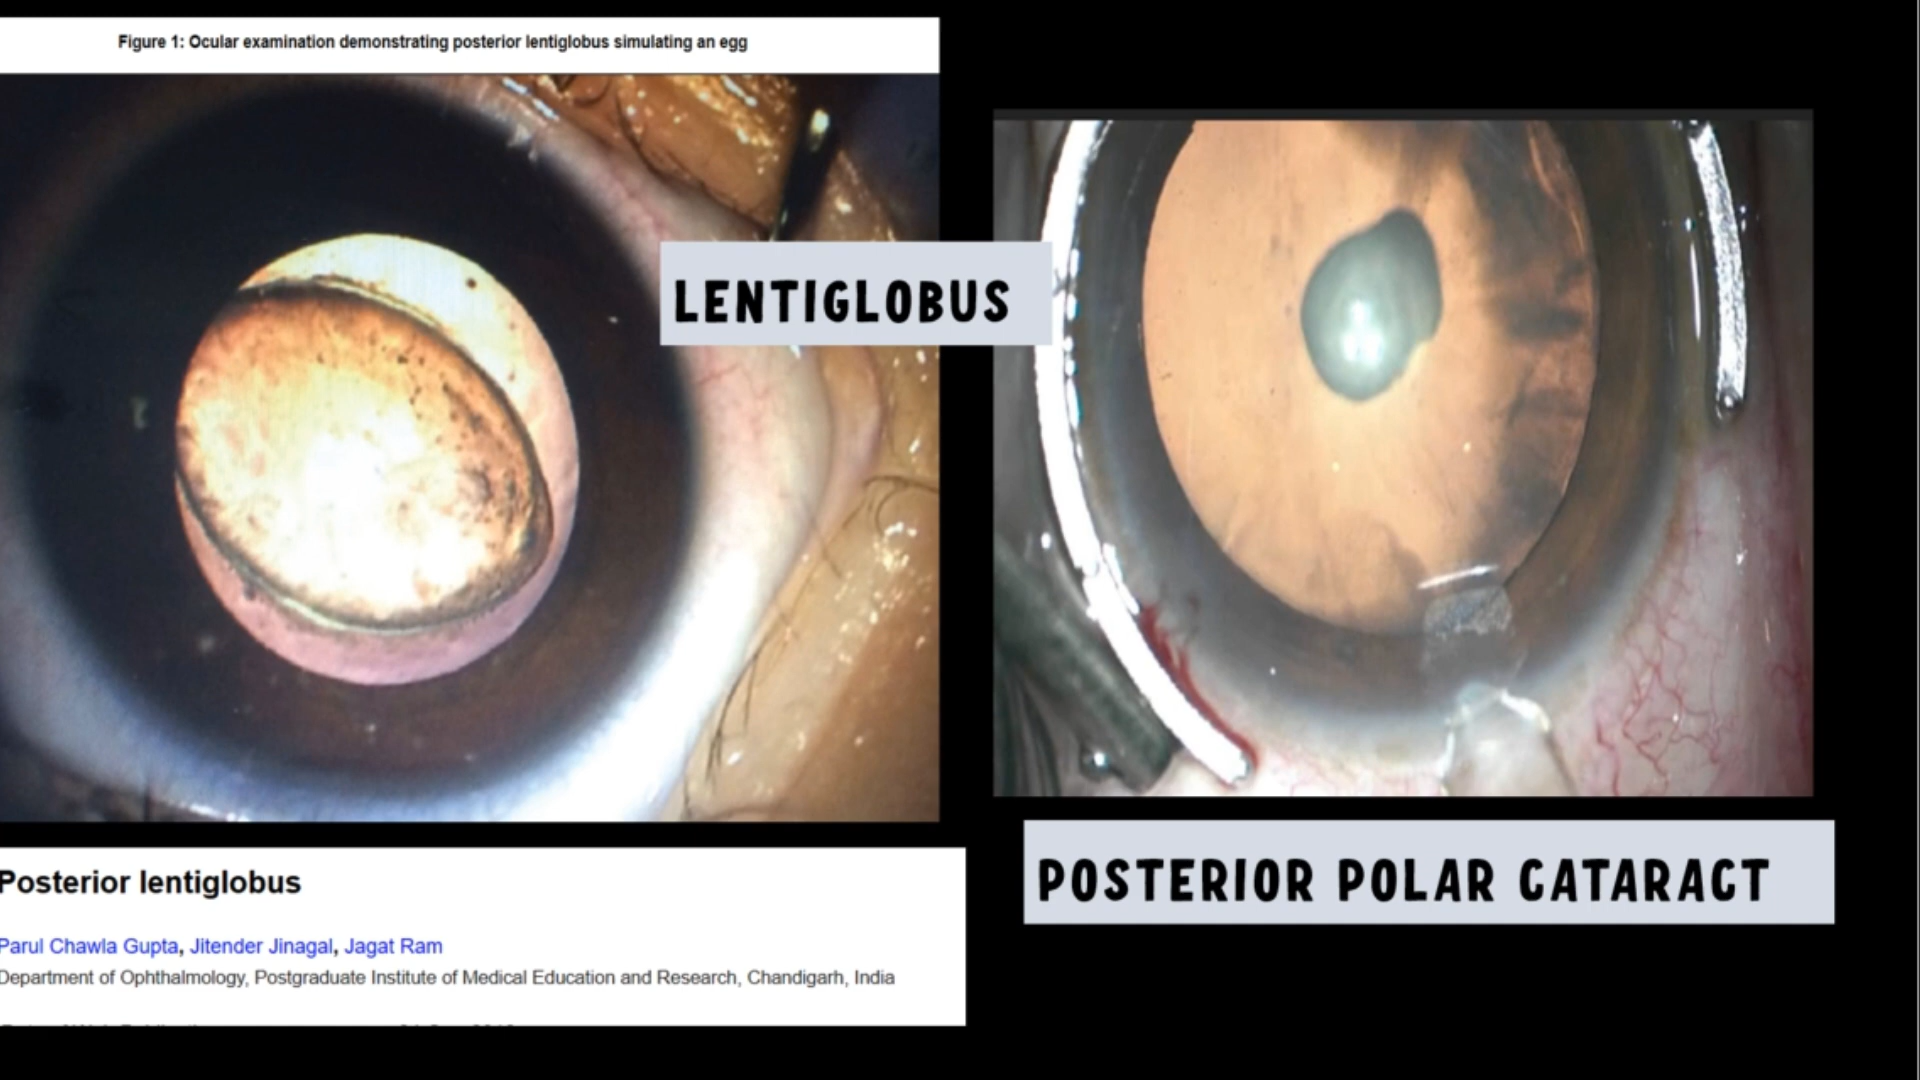 Figure 1: Ocular examination demonstrating posterior lentiglobus simulating an egg
LENTIGLOBUS
POSTERIOR POLAR CATARACT
Posterior lentiglobus
Parul Chawla Gupta, Jitender Jinagal, Jagat Ram
Department of Ophthalmology, Postgraduate Institute of Medical Education and Research, Chandigarh, India